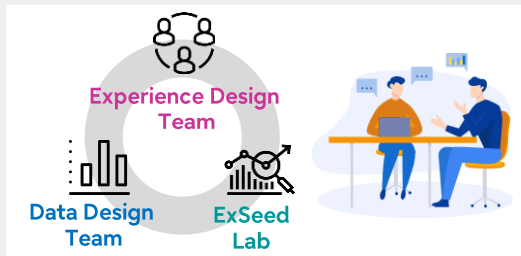 Experience Design
Team
Data Design
Team
ExSeed
Lab